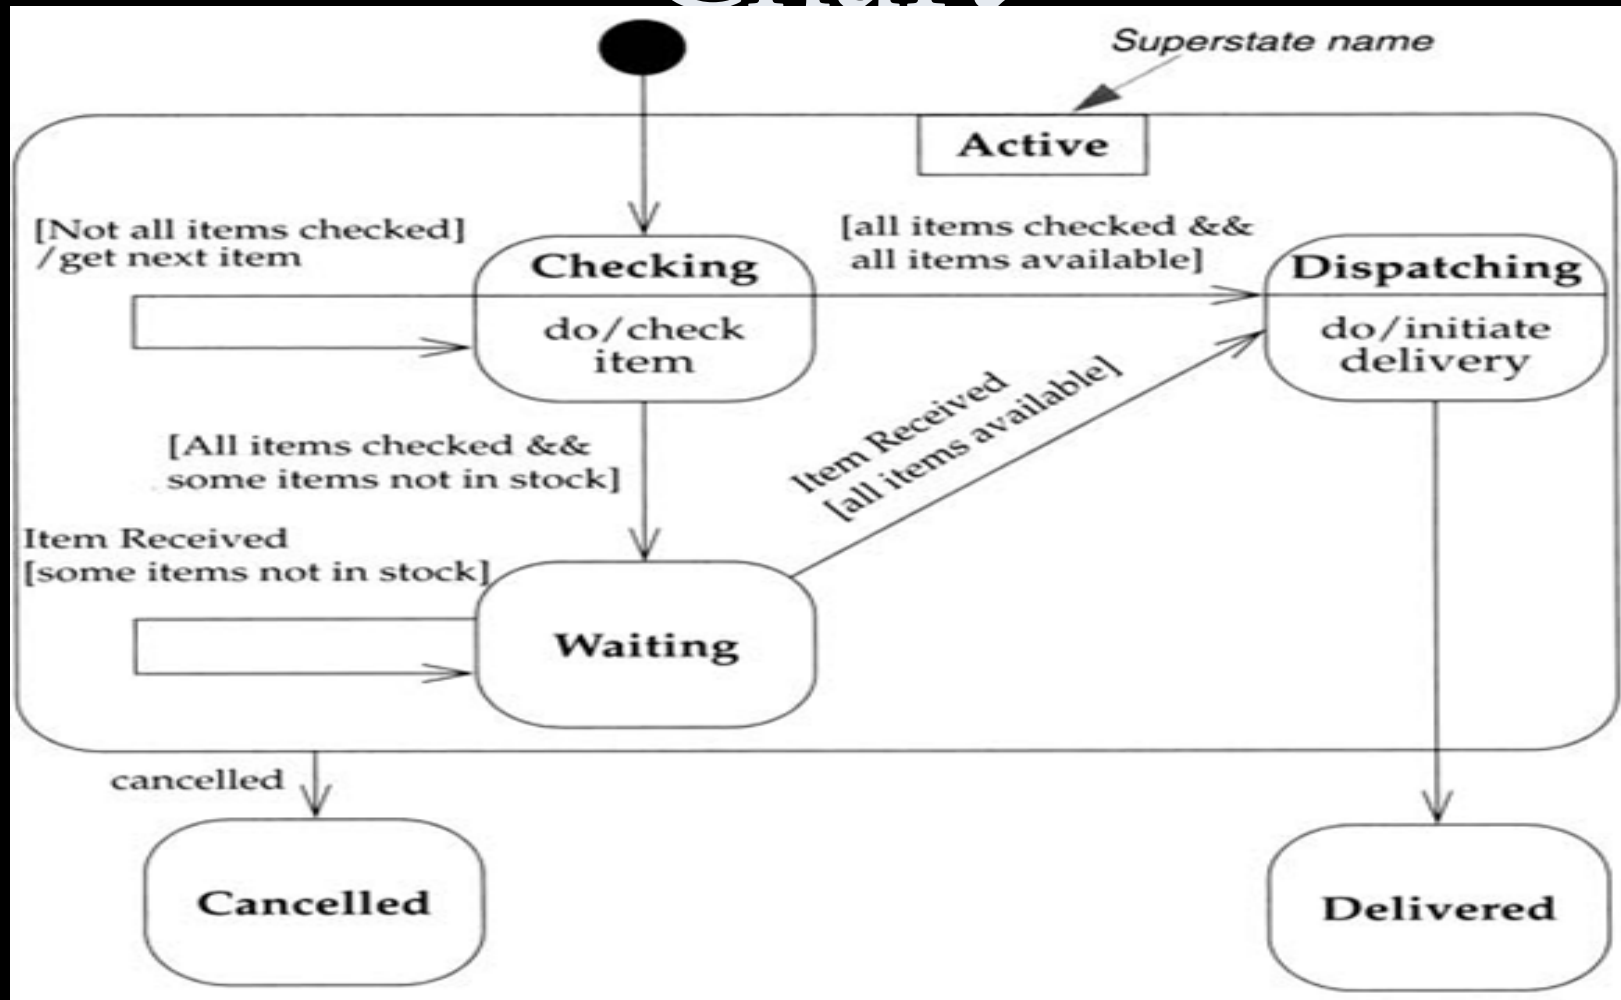 Superstate name
Active
[Not all items checked]
/get next item
[all items checked &&
all items available]
Checking
do/check
item
Dispatching
do/initiate
delivery
Item Received
[all items available]
[All items checked &&
some items not in stock]
Item Received
[some items not in stock]
Waiting
cancelled
Cancelled
Delivered